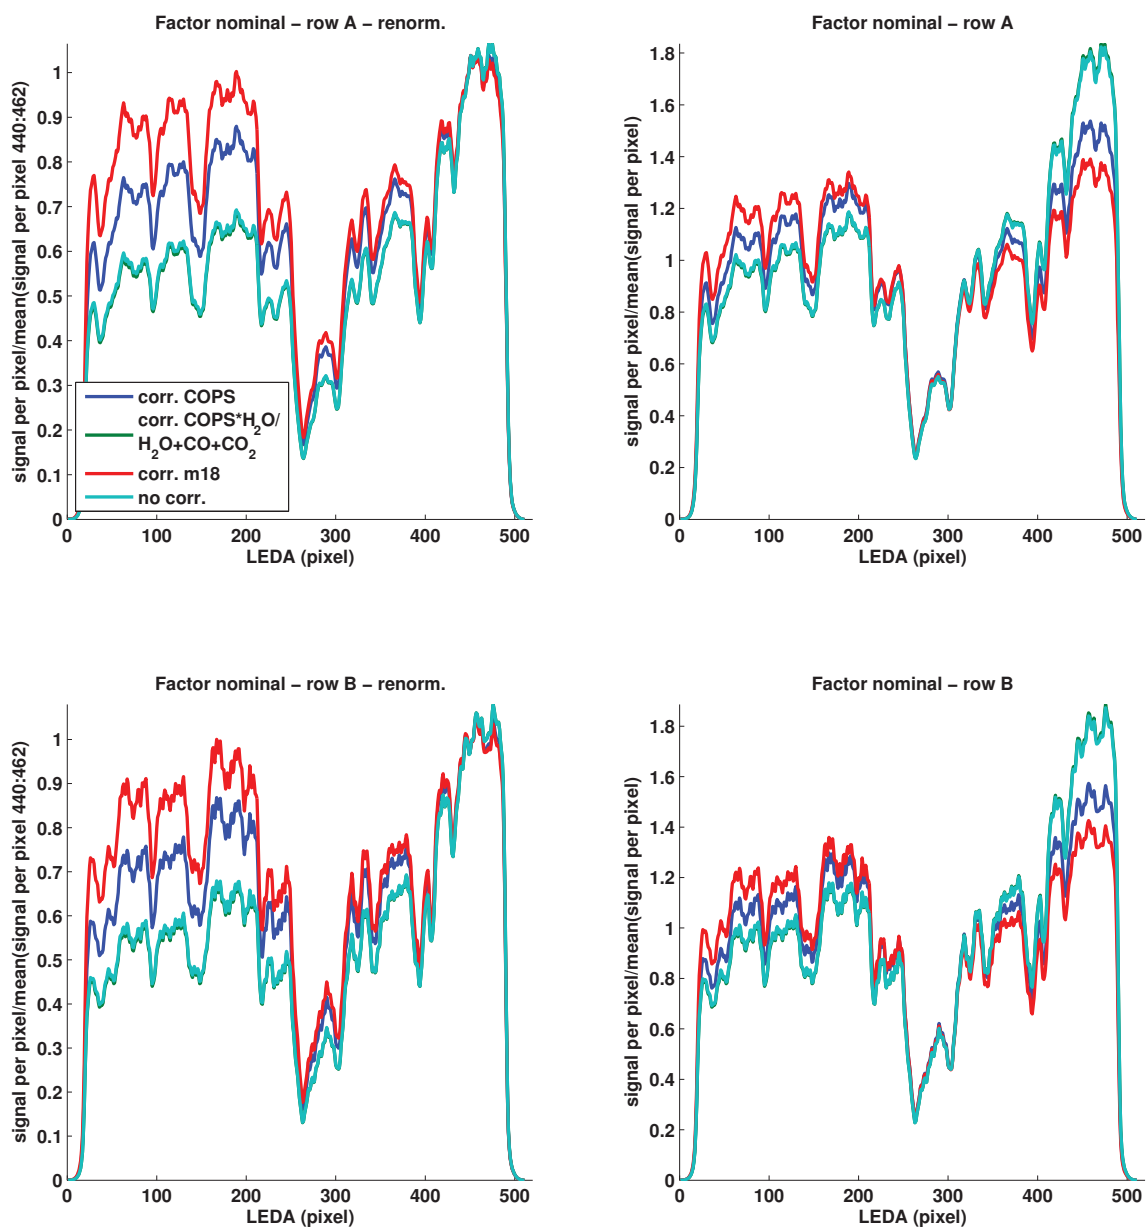 Factor nominal – row A – renorm.
signal per pixel/mean(signal per pixel 440:462)
1
0.9
0.8
0.7
0.6
0.5
0.4
0.3
0.2
0.1
0
corr. COPS
corr. COPS*H2O/
H2O+CO+CO2
corr. m18
no corr.
0 100 200 300 400 500
LEDA (pixel)
Factor nominal – row A
signal per pixel/mean(signal per pixel)
1.8
1.6
1.4
1.2
1
0.8
0.6
0.4
0.2
0
0 100 200 300 400 500
LEDA (pixel)
Factor nominal – row B – renorm.
signal per pixel/mean(signal per pixel 440:462)
1
0.9
0.8
0.7
0.6
0.5
0.4
0.3
0.2
0.1
0
0 100 200 300 400 500
LEDA (pixel)
Factor nominal – row B
signal per pixel/mean(signal per pixel)
1.8
1.6
1.4
1.2
1
0.8
0.6
0.4
0.2
0
0 100 200 300 400 500
LEDA (pixel)